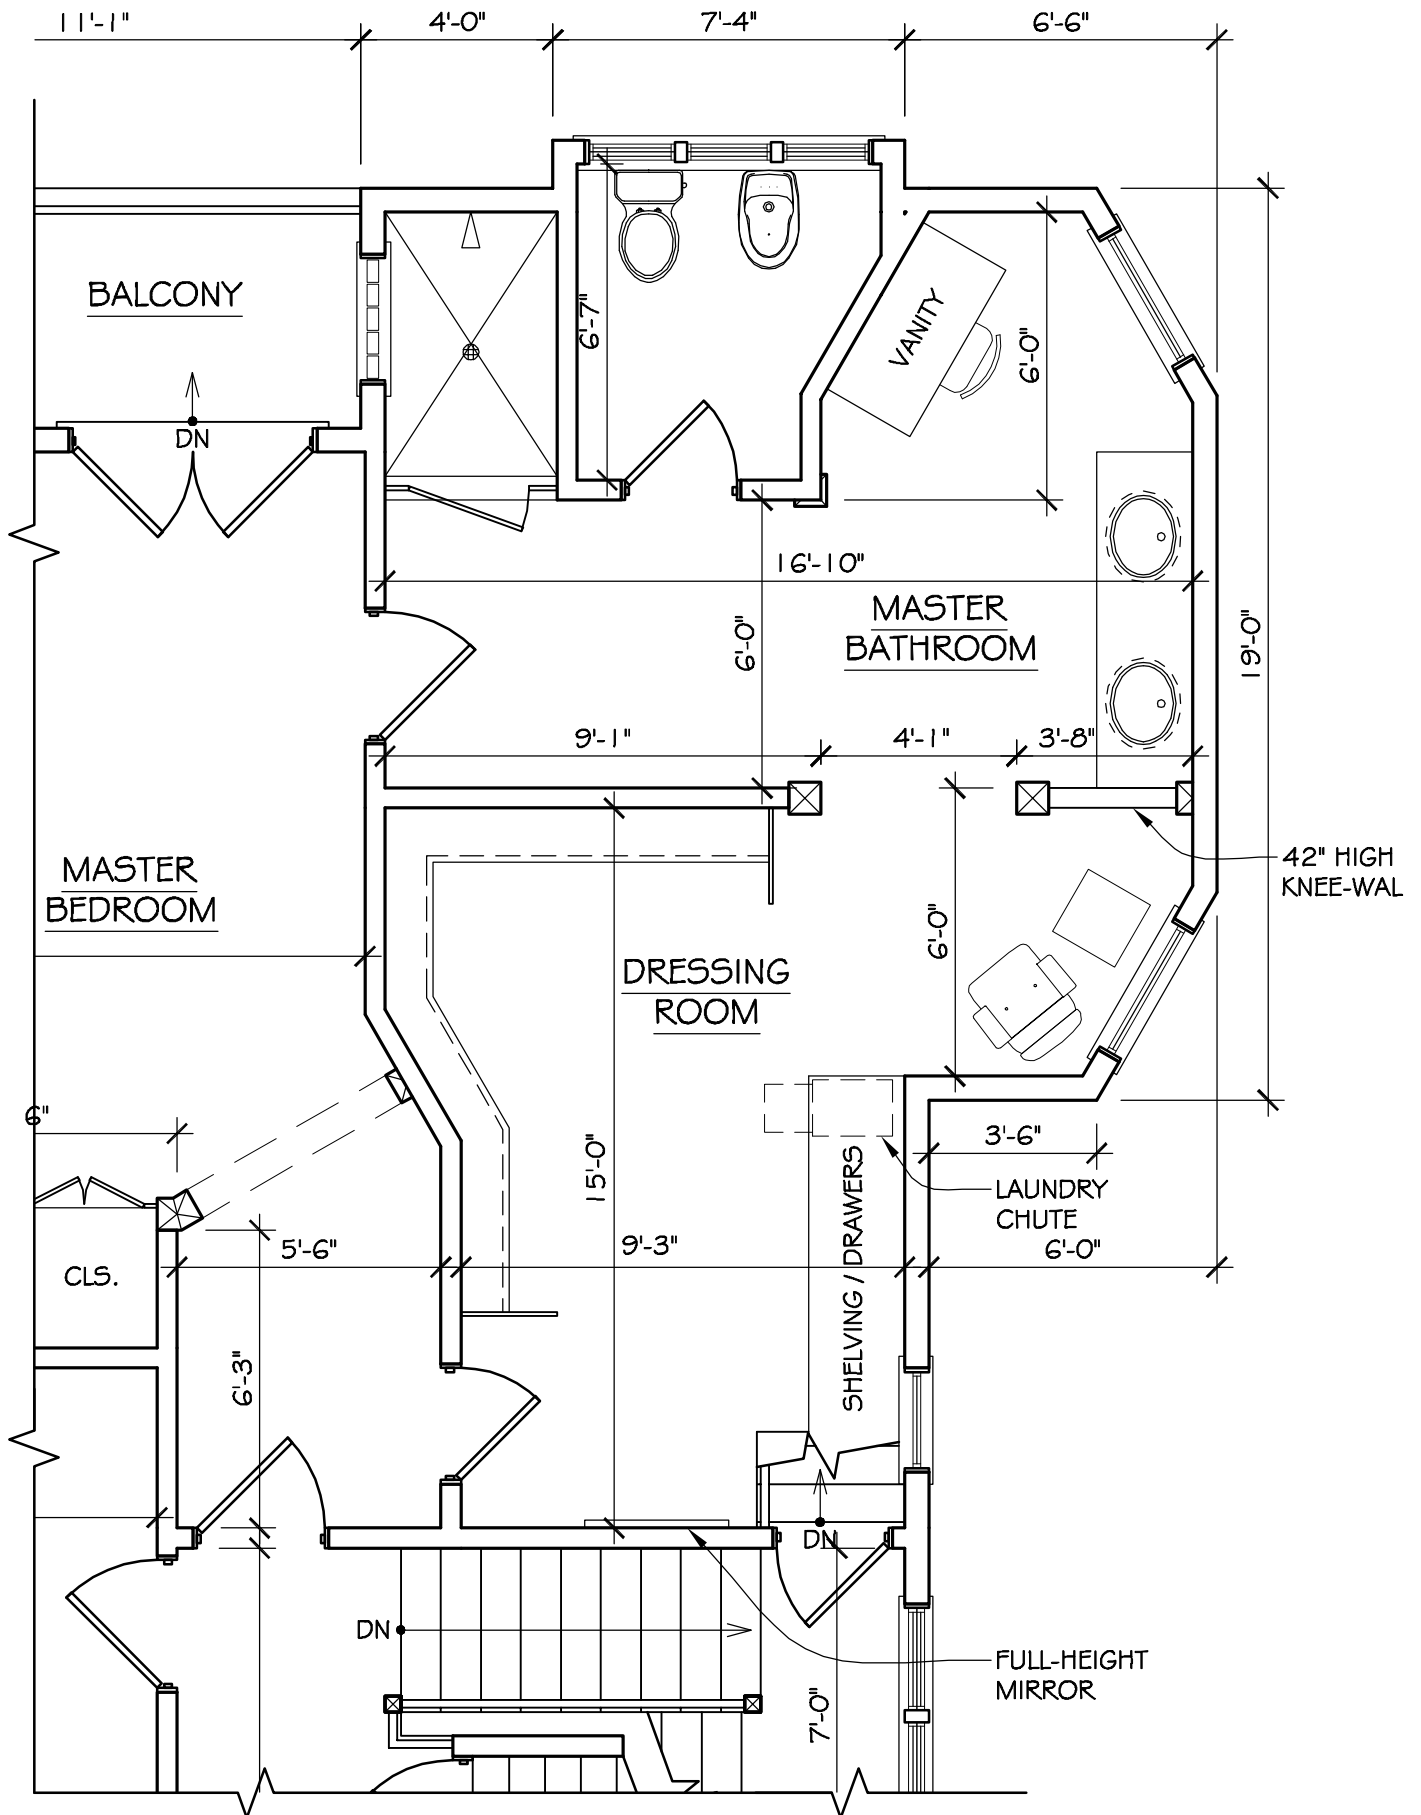 11'-1"
4'-0"
7'-4"
6'-6"
BALCONY
DN
6'-7"
VANITY
6'-0"
16'-10"
MASTER
BATHROOM
6'-0"
19'-0"
9'-1"
4'-1"
3'-8"
42" HIGH
KNEE-WAL
MASTER
BEDROOM
DRESSING
ROOM
6'-0"
6"
15'-0"
3'-6"
LAUNDRY
CHUTE
SHELVING / DRAWERS
5'-6"
9'-3"
6'-0"
CLS.
6'-3"
DN
DN
FULL-HEIGHT
MIRROR
7'-0"